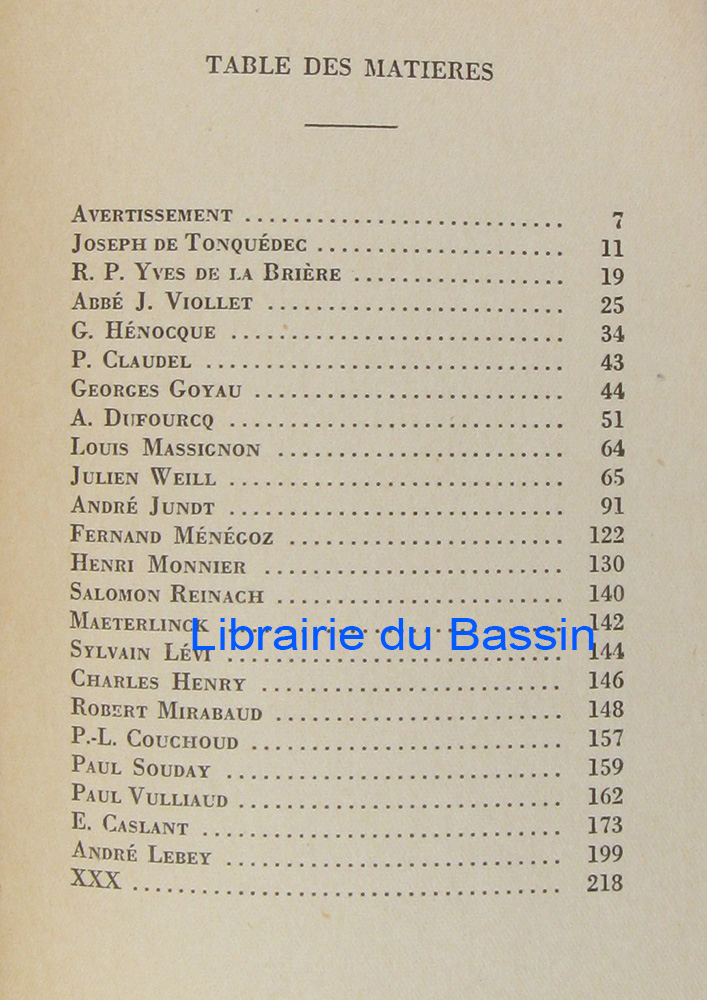 TABLE DES MATIERES
AVERTISSEMENT ........................... 7
JOSEPH DE TONQUÉDEC ..................... 11
R. P. YVES DE LA BRIÈRE .................. 19
ABBÉ J. VIOLLET ......................... 25
G. HÉNOCQUE ............................ 34
P. CLAUDEL .............................. 43
GEORGES GOYAU .......................... 44
A. DUFOURCQ ............................ 51
LOUIS MASSIGNON ........................ 64
JULIEN WEILL ............................ 65
ANDRÉ JUNDT ............................ 91
FERNAND MÉNÉGOZ ....................... 122
HENRI MONNIER ......................... 130
SALOMON REINACH ........................ 140
MAETERLINCK ............................ 142
Librairie du Bassin
SYLVAIN LÉVI ............................ 144
CHARLES HENRY .......................... 146
ROBERT MIRABAUD ........................ 148
P.-L. COUCHOUD .......................... 157
PAUL SOUDAY ............................ 159
PAUL VULLIAUD ........................... 162
E. CASLANT .............................. 173
ANDRÉ LEBEY ............................ 199
XXX .................................... 218